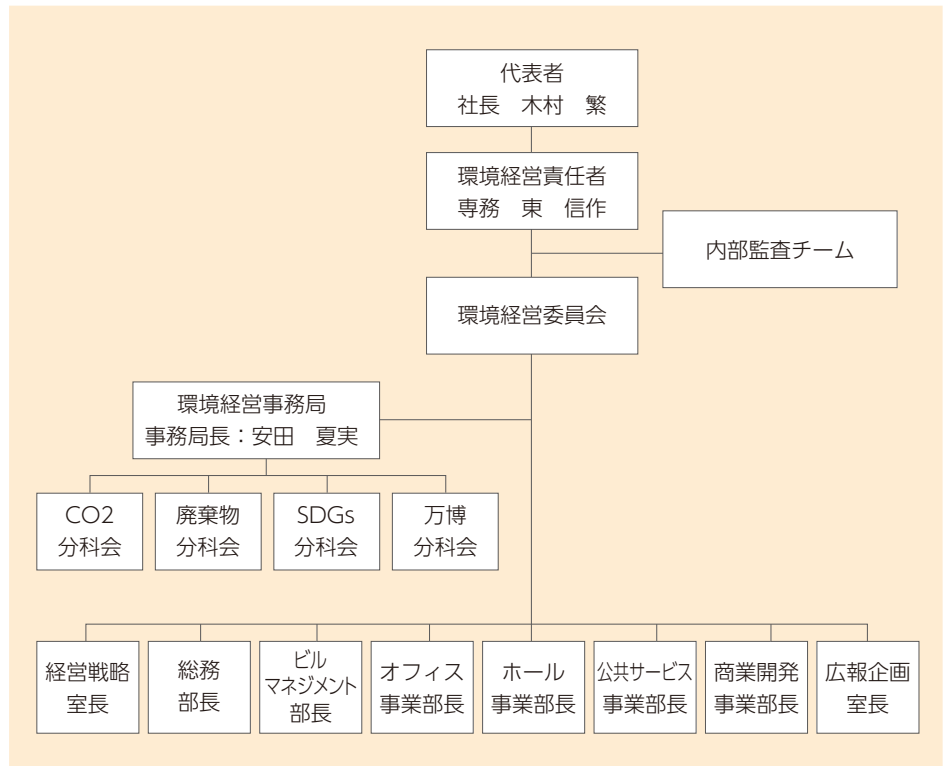 代表者
社長　木村　繁
環境経営責任者
専務　東　信作
内部監査チーム
環境経営委員会
環境経営事務局
事務局長：安田　夏実
CO2
分科会
廃棄物
分科会
SDGs
分科会
万博
分科会
経営戦略
室長
総務
部長
ビル
マネジメント
部長
オフィス
事業部長
ホール
事業部長
公共サービス
事業部長
商業開発
事業部長
広報企画
室長